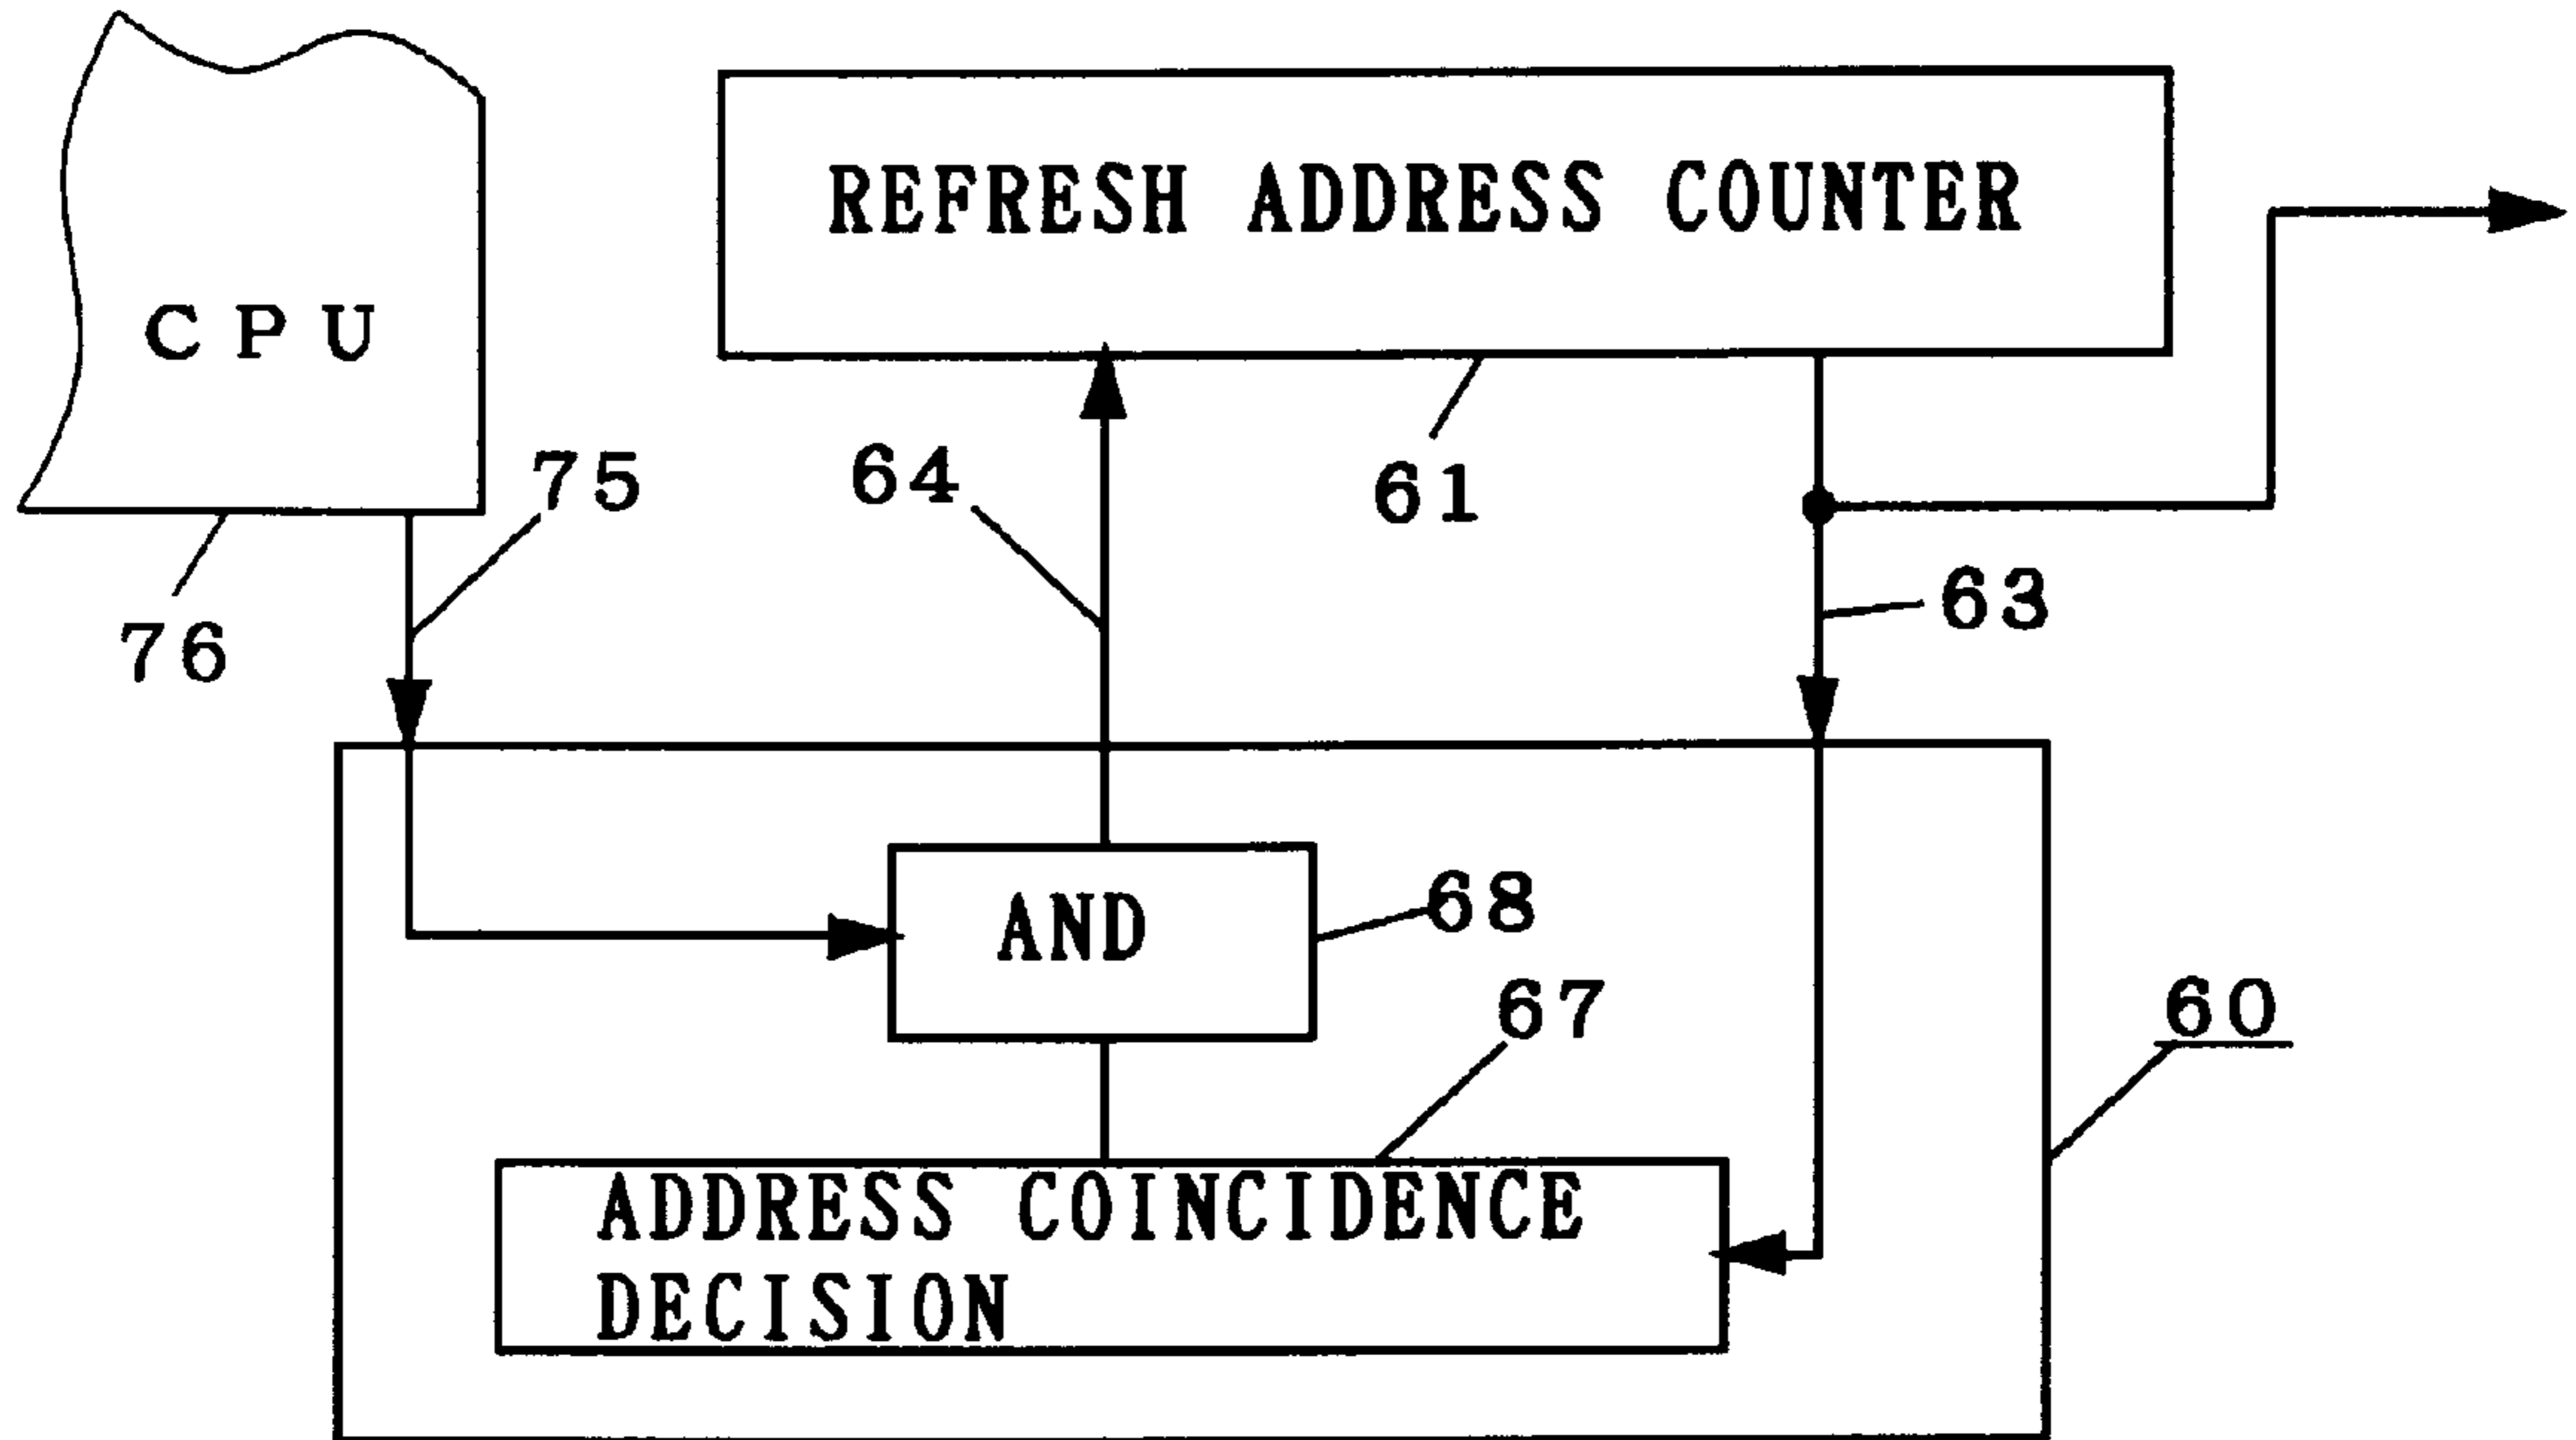 REFRESH ADDRESS COUNTER
CPU
75
64
61
63
76
AND
68
67
60
ADDRESS COINCIDENCE
DECISION